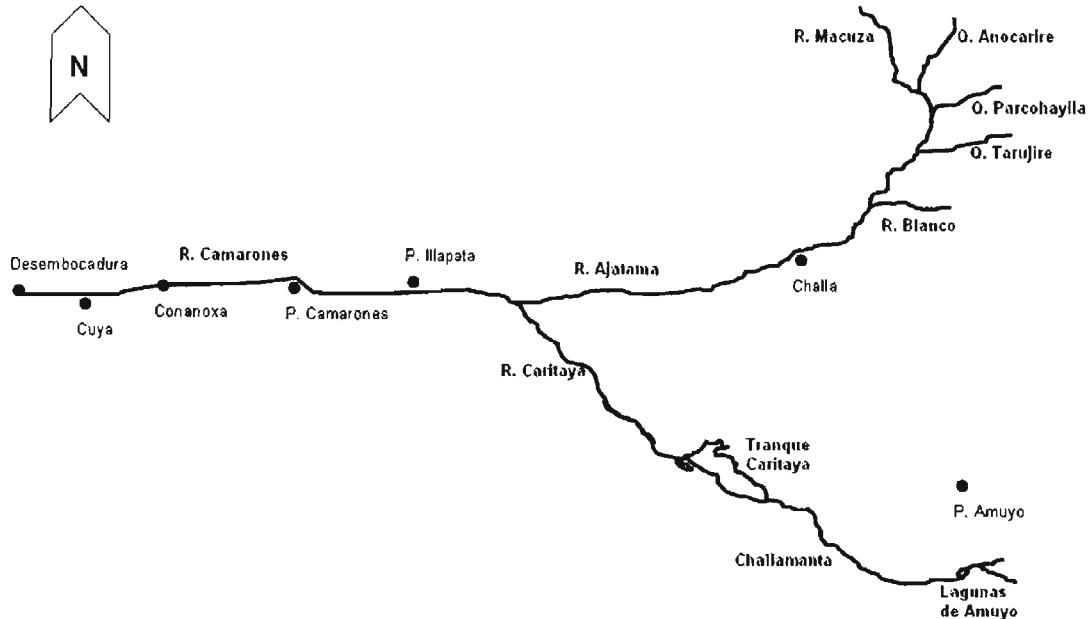 N
R. Macuza
Q. Anocarire
Q. Parcohaylla
Q. Tarujire
R. Blanco
Desembocadura
R. Camarones
P. Illapata
R. Ajatama
Challa
Cuya
Conanoxa
P. Camarones
R. Caritaya
Tranque
Caritaya
P. Amuyo
Challamanta
Lagunas
de Amuyo